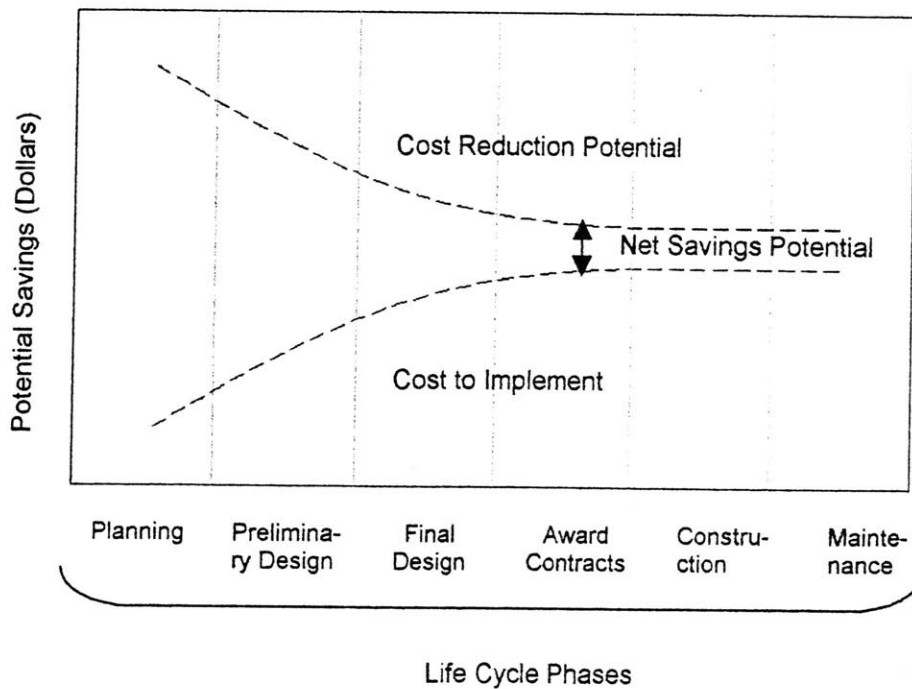 Potential Savings (Dollars)
Cost Reduction Potential
Net Savings Potential
Cost to Implement
Planning
Prelimina-
ry Design
Final
Design
Award
Contracts
Constru-
ction
Mainte-
nance
Life Cycle Phases